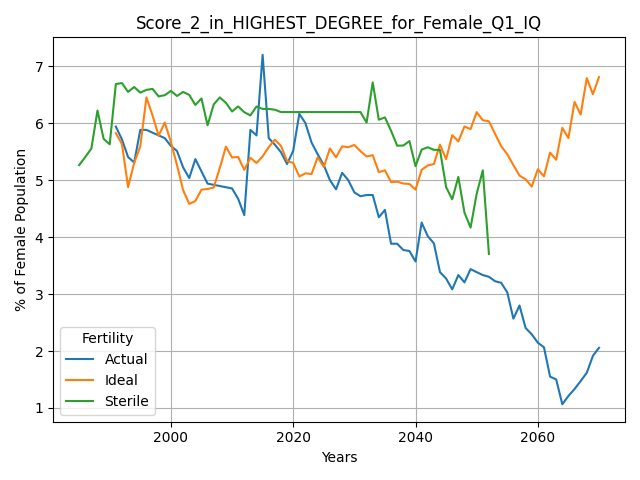 Score_2_in_HIGHEST_DEGREE_for_Female_Q1_IQ
% of Female Population
7
6
5
4
3
2
1
Fertility
Actual
Ideal
Sterile
2000
2020
2040
2060
Years